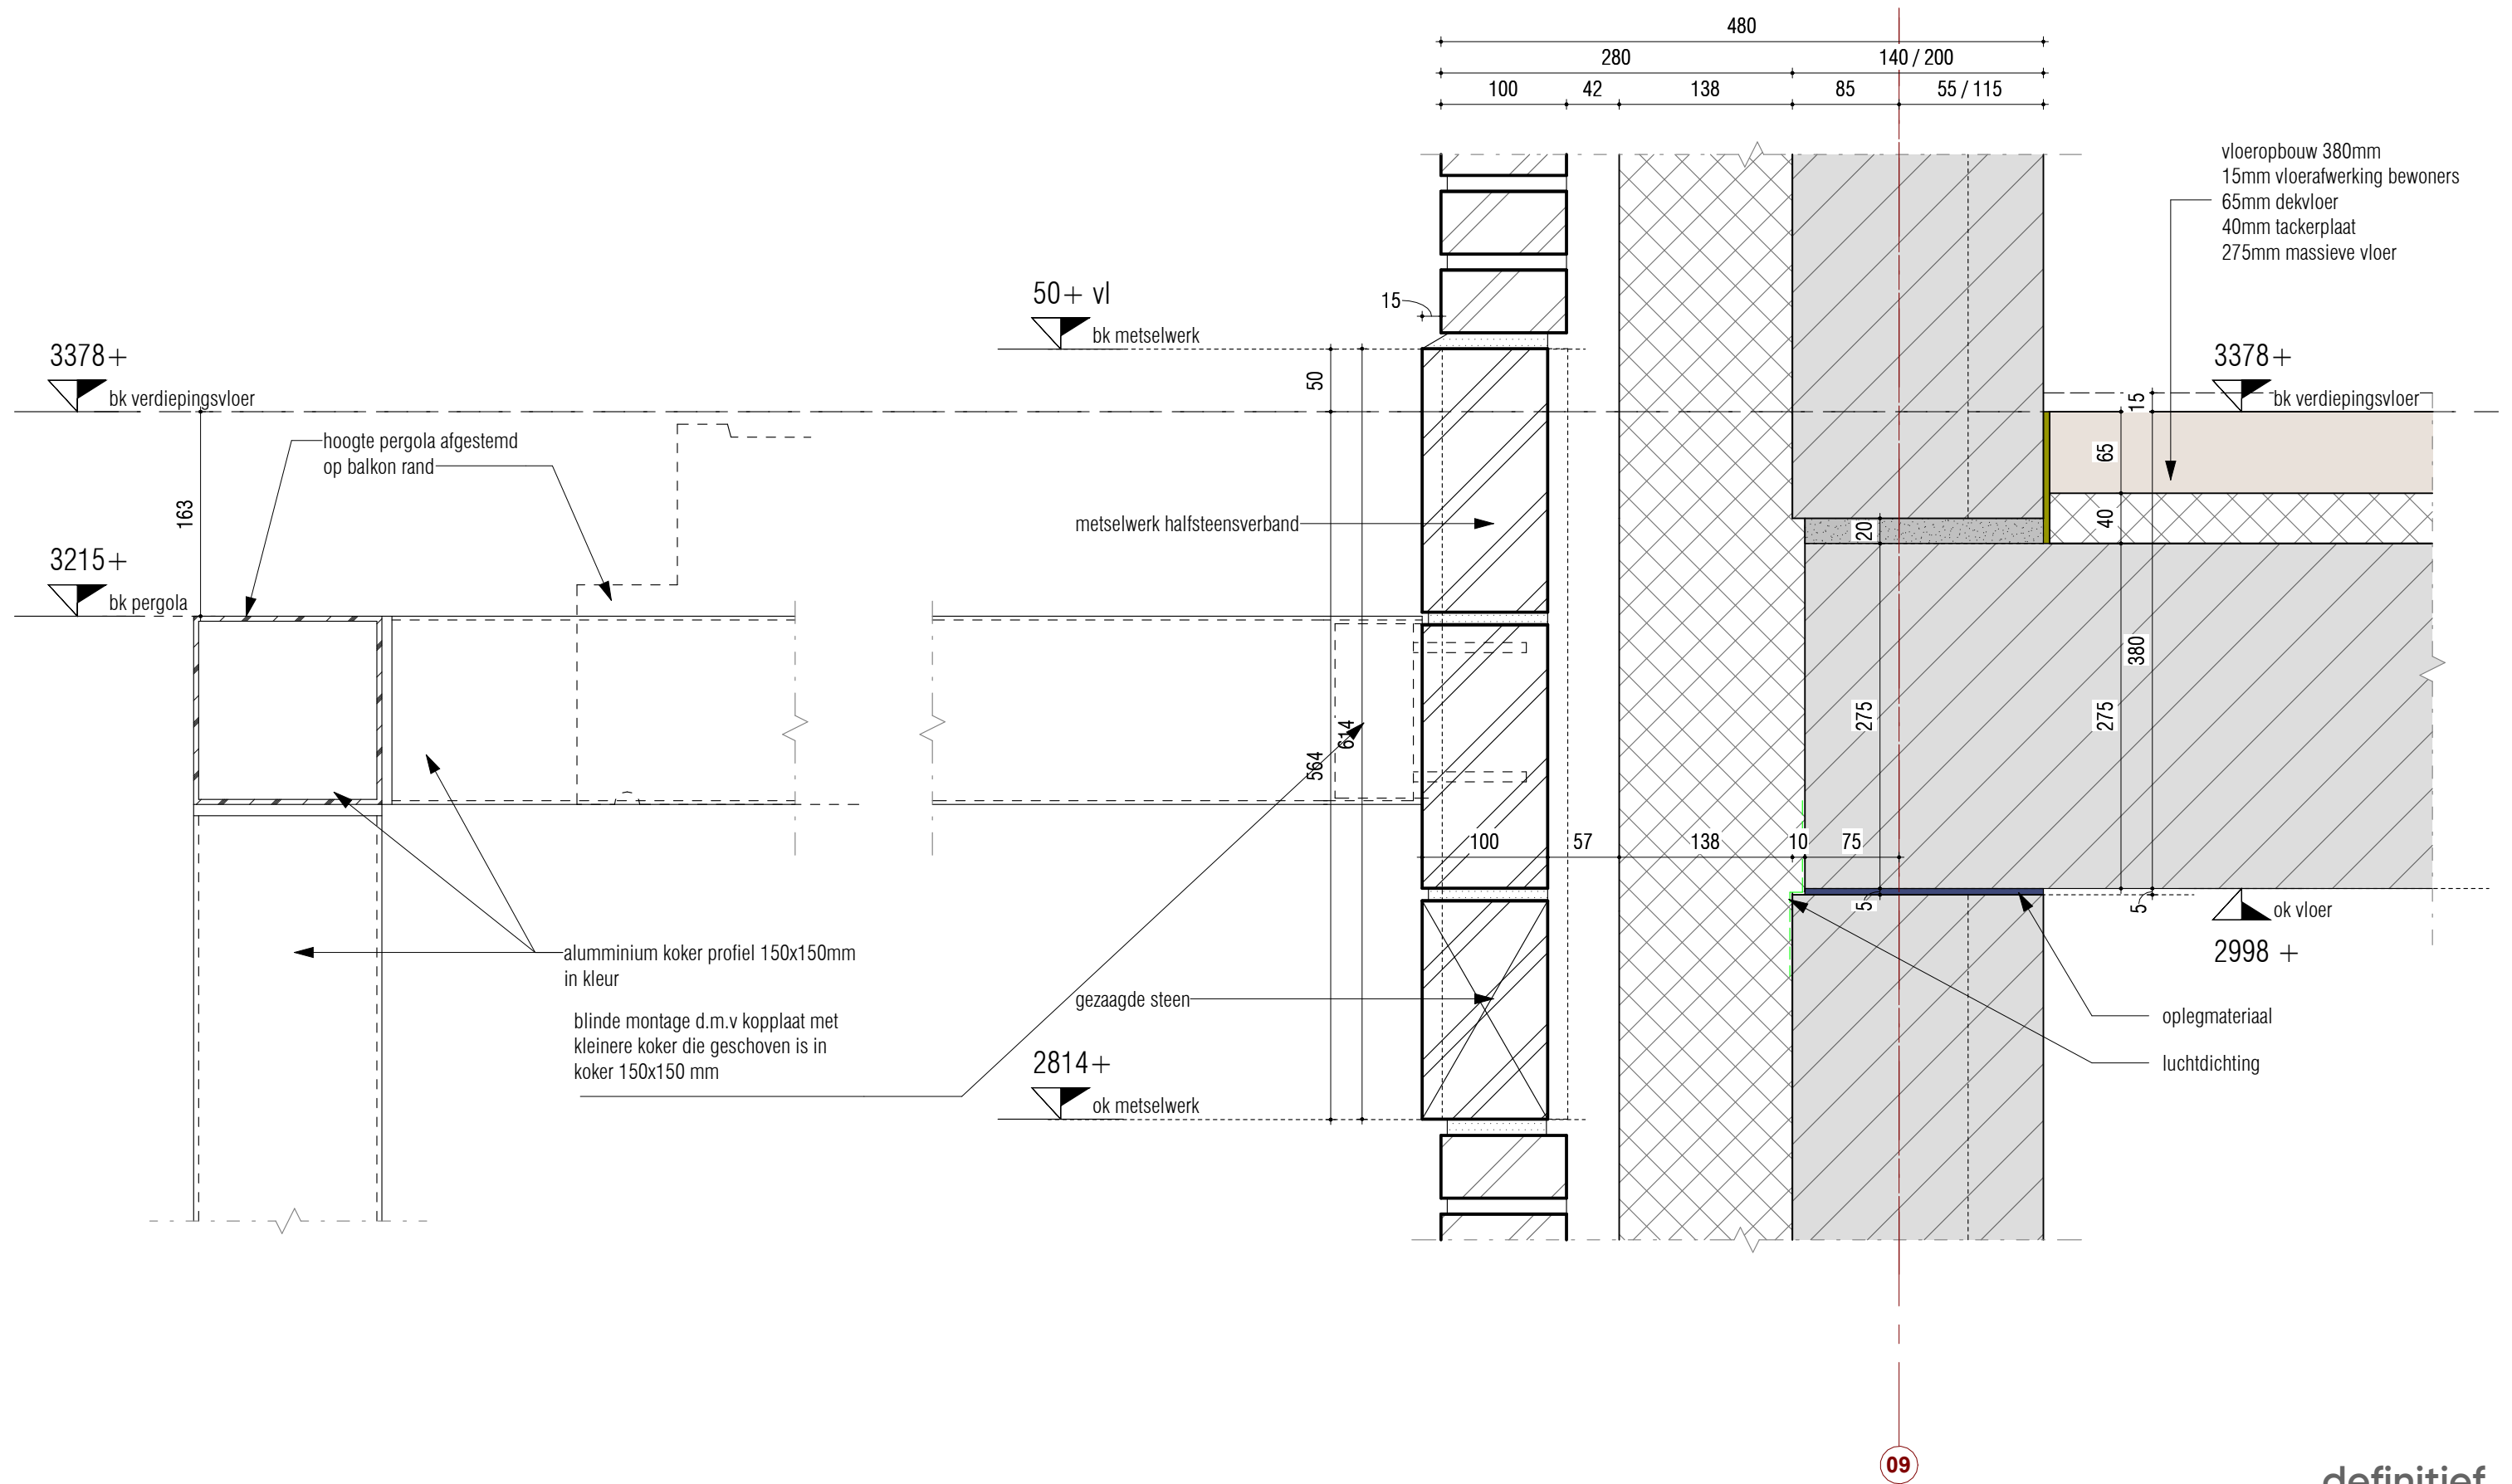 480
280
140 / 200
100
42
138
85
55 / 115
vloeropbouw 380mm
15mm vloerafwerking bewoners
65mm dekvloer
40mm tackerplaat
275mm massieve vloer
50+ vl
bk metselwerk
15
3378+
bk verdiepingsvloer
50
3378+
bk verdiepingsvloer
15
hoogte pergola afgestemd
op balkon rand
65
163
metselwerk halfsteensverband
20
40
3215+
bk pergola
380
275
275
564
614
100
57
138
10
75
5
5
ok vloer
2998 +
alumminium koker profiel 150x150mm
in kleur
gezaagde steen
oplegmateriaal
blinde montage d.m.v kopplaat met
kleinere koker die geschoven is in
koker 150x150 mm
luchtdichting
2814+
ok metselwerk
09
definitief